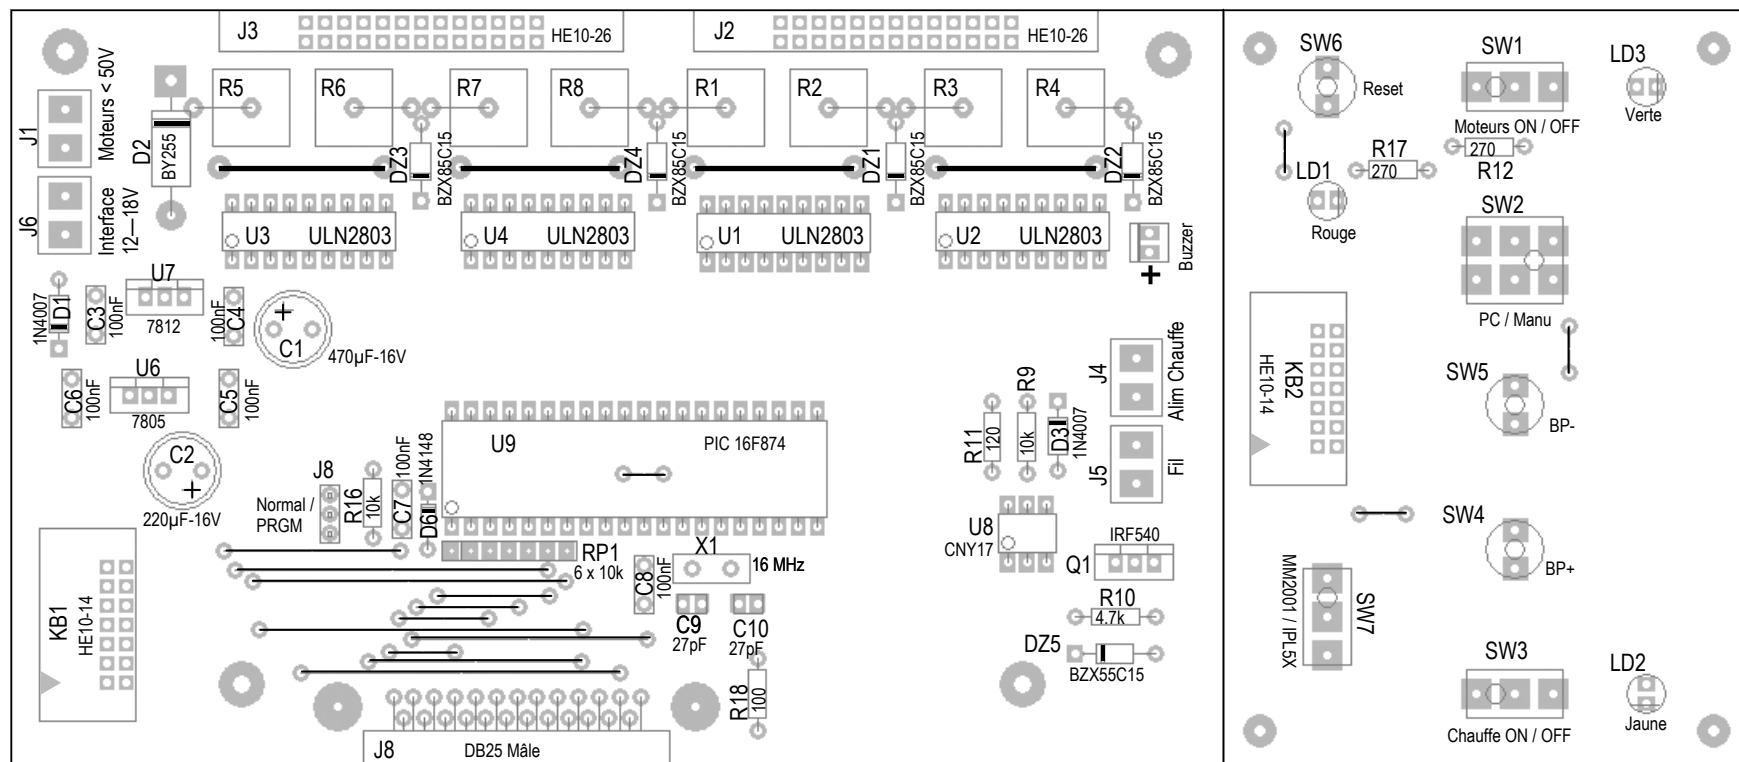 J3
HE10-26
J2
HE10-26
J1
Moteurs < 50V
D2
BY255
R5
R6
R7
R8
R1
R2
R3
R4
DZ3
BZX85C15
DZ4
BZX85C15
DZ1
BZX85C15
DZ2
BZX85C15
J6
Interface
12—18V
U3
ULN2803
U4
ULN2803
U1
ULN2803
U2
ULN2803
Buzzer
+
1N4007
D1
C3
100nF
U7
7812
100nF
C4
+
C1
470µF-16V
C6
100nF
U6
7805
C5
100nF
C2
+
220µF-16V
J8
Normal /
PRGM
R16
10k
C7
100nF
1N4148
D6
U9
PIC 16F874
RP1
6 x 10k
C8
100nF
X1
16 MHz
C9
27pF
C10
27pF
R18
100
R11
120
R9
10k
D3
1N4007
J4
Alim Chauffe
J5
Fil
U8
CNY17
IRF540
Q1
R10
4.7k
DZ5
BZX55C15
KB1
HE10-14
J8
DB25 Mâle
SW6
Reset
SW1
Moteurs ON / OFF
LD3
Verte
R17
270
270
R12
LD1
Rouge
SW2
PC / Manu
KB2
HE10-14
SW5
BP-
SW4
BP+
MM2001 / IPL5X
SW7
SW3
Chauffe ON / OFF
LD2
Jaune